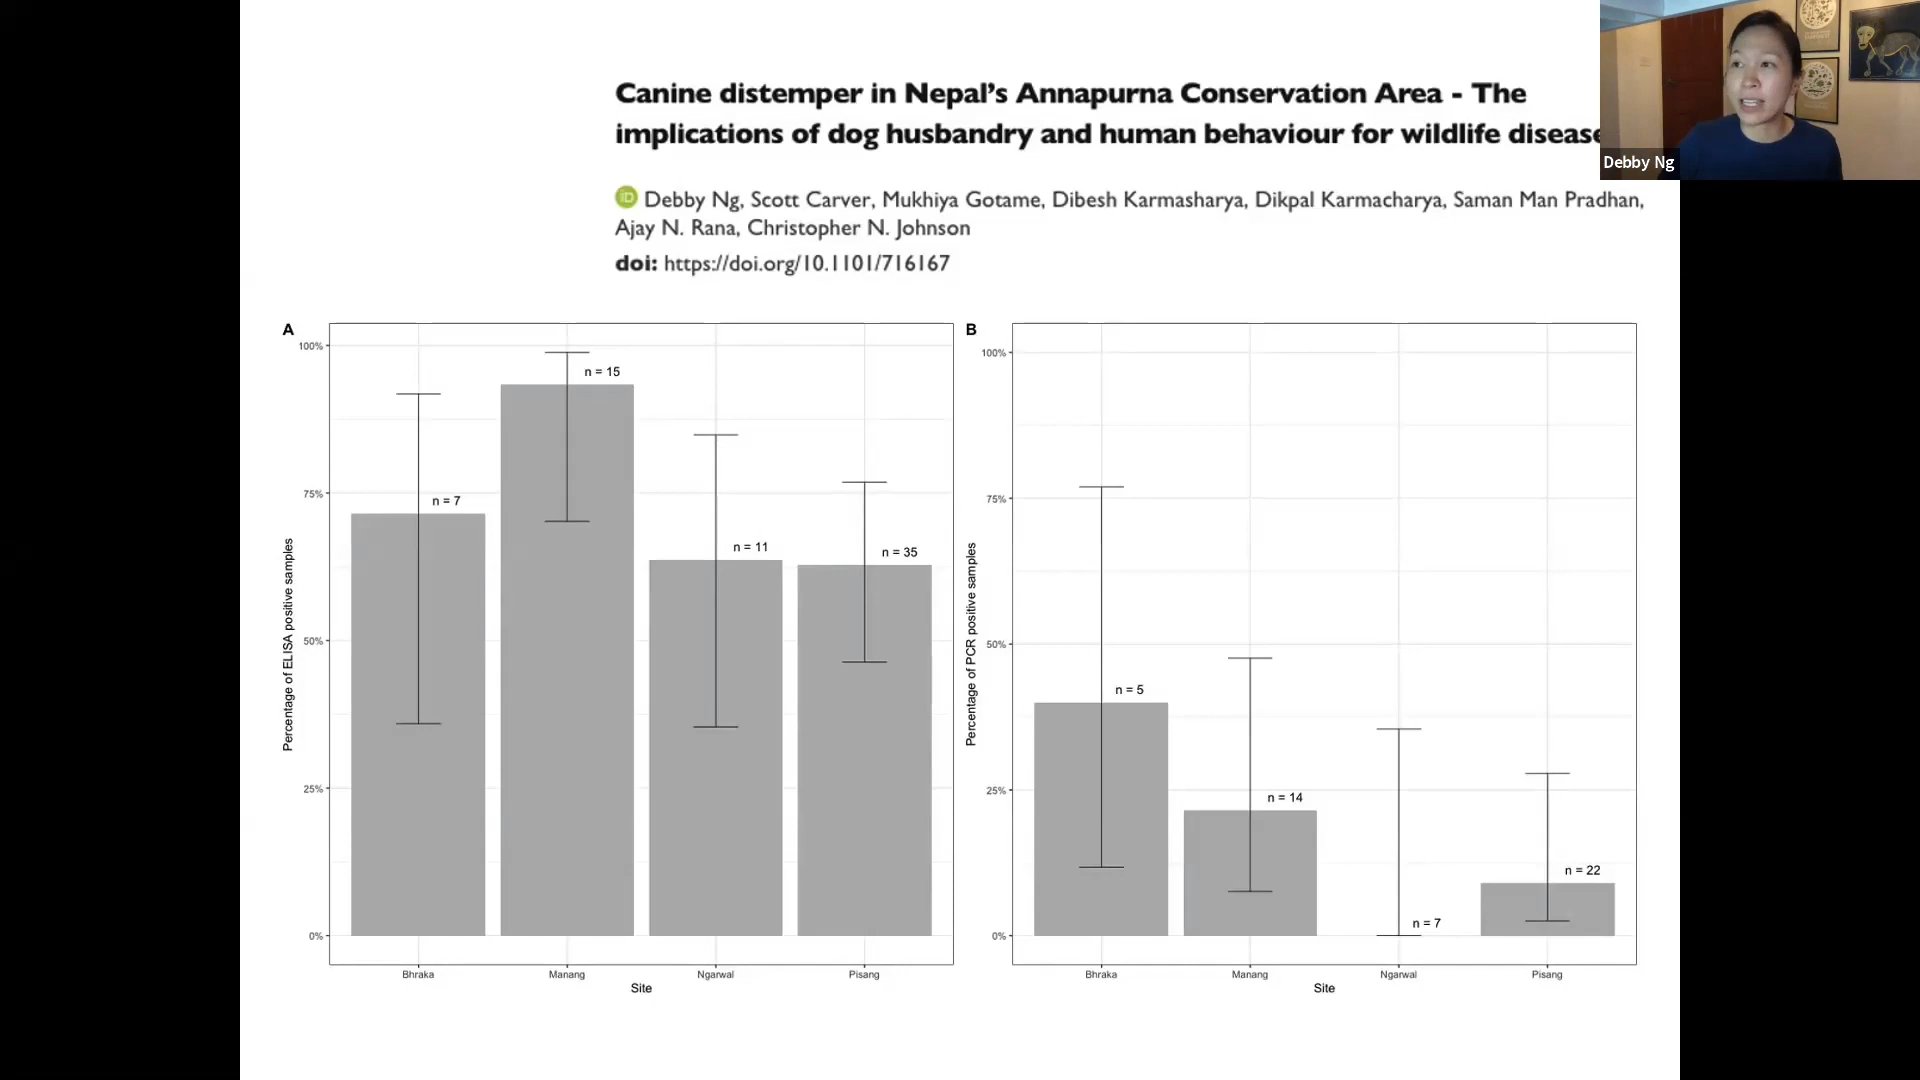 Canine distemper in Nepal's Annapurna Conservation Area - The
implications of dog husbandry and human behaviour for wildlife disease
Debby Ng
iD Debby Ng, Scott Carver, Mukhiya Gotame, Dibesh Karmasharya, Dikpal Karmacharya, Saman Man Pradhan,
Ajay N. Rana, Christopher N. Johnson
doi: https://doi.org/10.1101/716167
A
100%
75%
50%
25%
0%
Percentage of ELISA positive samples
n = 7
n = 15
n = 11
n = 35
Bhraka Manang Ngarwal Pisang
Site
B
100%
75%
50%
25%
0%
Percentage of PCR positive samples
n = 5
n = 14
n = 7
n = 22
Bhraka Manang Ngarwal Pisang
Site